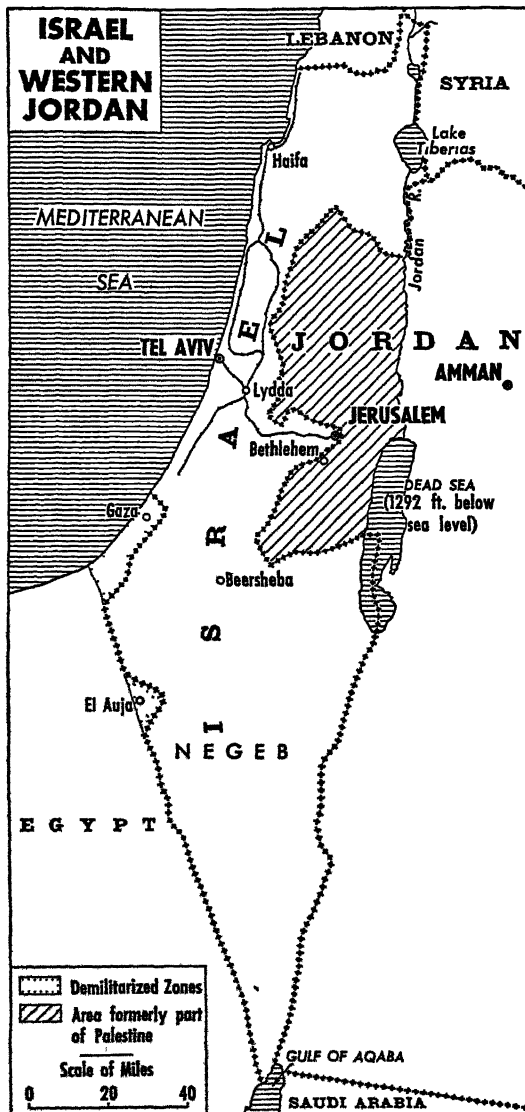 ISRAEL
AND
WESTERN
JORDAN
LEBANON
SYRIA
Lake
Tiberias
Haifa
MEDITERRANEAN
SEA
Jordan R.
ISRAEL
JORDAN
TEL AVIV
AMMAN
Lydda
JERUSALEM
Bethlehem
DEAD SEA
(1292 ft. below
sea level)
Gaza
Beersheba
El Auja
NEGEB
EGYPT
Demilitarized Zones
Area formerly part
of Palestine
Scale of Miles
0 20 40
GULF OF AQABA
SAUDI ARABIA